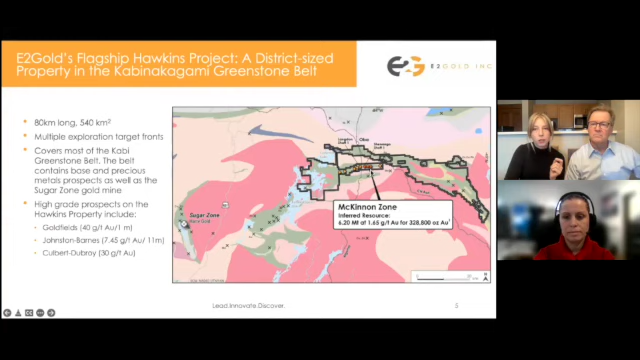 E2Gold's Flagship Hawkins Project: A District-sized
Property in the Kabinakagami Greenstone Belt
E2G
E2GOLD INC
80km long, 540 km²
Multiple exploration target fronts
Covers most of the Kabi
Greenstone Belt. The belt
contains base and precious
metals prospects as well as the
Sugar Zone gold mine
High grade prospects on the
Hawkins Property include:
Goldfields (40 g/t Au/1 m)
Johnston-Barnes (7.45 g/t Au/ 11m)
Culbert-Dubroy (30 g/t Au)
Sugar Zone
McKinnon Zone
Inferred Resource:
6.20 MT at 1.65 g/t Au for 328,800 oz Au¹
Lead.Innovate Discover.
5